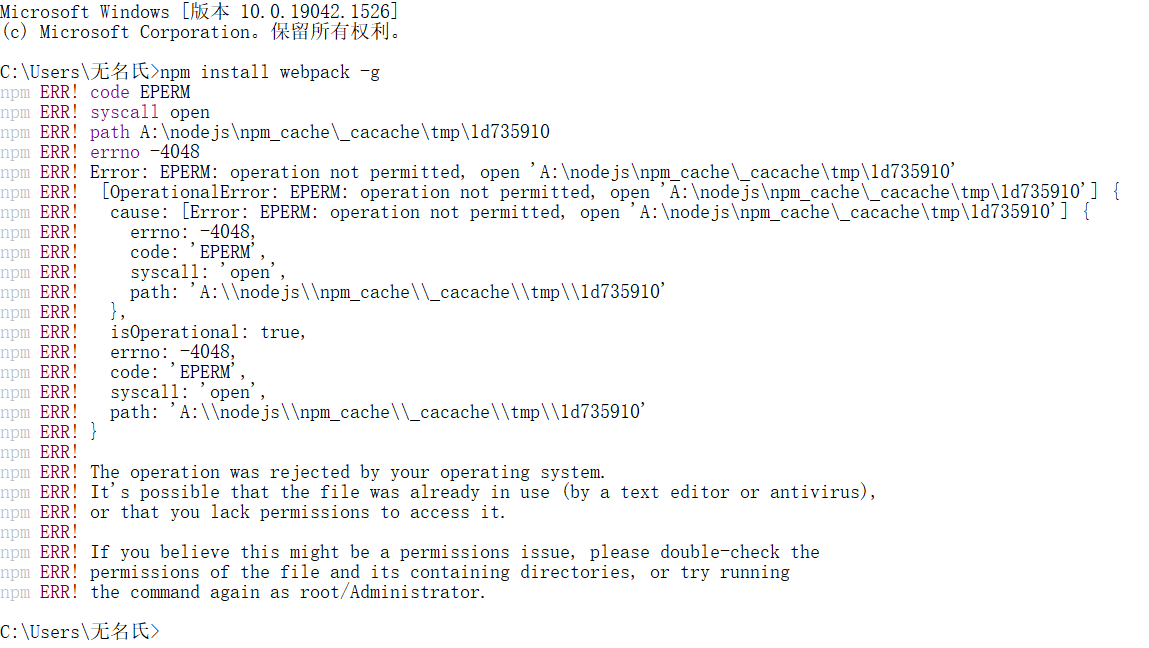 Microsoft Windows [版本 10.0.19042.1526]
(c) Microsoft Corporation。保留所有权利。
C:\Users\无名氏>npm install webpack -g
npm ERR! code EPERM
npm ERR! syscall open
npm ERR! path A:\nodejs\npm_cache\_cacache\tmp\1d735910
npm ERR! errno -4048
npm ERR! Error: EPERM: operation not permitted, open 'A:\nodejs\npm_cache\_cacache\tmp\1d735910'
npm ERR!  [OperationalError: EPERM: operation not permitted, open 'A:\nodejs\npm_cache\_cacache\tmp\1d735910'] {
npm ERR!   cause: [Error: EPERM: operation not permitted, open 'A:\nodejs\npm_cache\_cacache\tmp\1d735910'] {
npm ERR!     errno: -4048,
npm ERR!     code: 'EPERM',
npm ERR!     syscall: 'open',
npm ERR!     path: 'A:\\nodejs\\npm_cache\\_cacache\\tmp\\1d735910'
npm ERR!   },
npm ERR!   isOperational: true,
npm ERR!   errno: -4048,
npm ERR!   code: 'EPERM',
npm ERR!   syscall: 'open',
npm ERR!   path: 'A:\\nodejs\\npm_cache\\_cacache\\tmp\\1d735910'
npm ERR! }
npm ERR!
npm ERR! The operation was rejected by your operating system.
npm ERR! It's possible that the file was already in use (by a text editor or antivirus),
npm ERR! or that you lack permissions to access it.
npm ERR!
npm ERR! If you believe this might be a permissions issue, please double-check the
npm ERR! permissions of the file and its containing directories, or try running
npm ERR! the command again as root/Administrator.
C:\Users\无名氏>